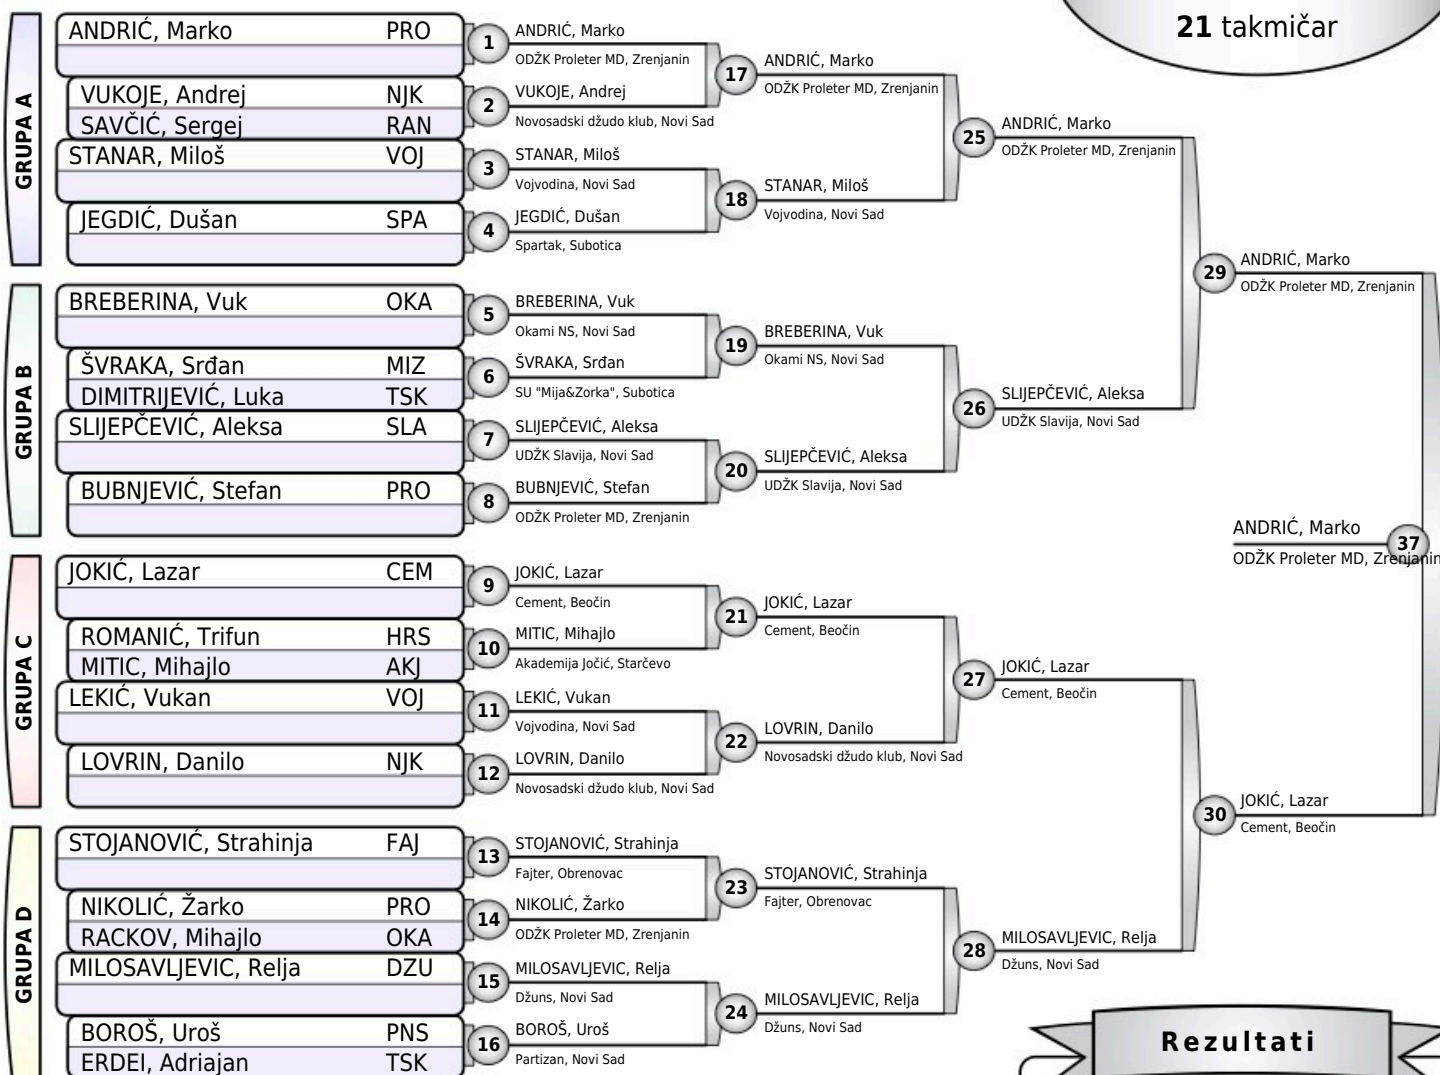 21 takmičar
GRUPA A
ANDRIĆ, Marko PRO
VUKOJE, Andrej NJK
SAVČIĆ, Sergej RAN
STANAR, Miloš VOJ
JEGDIĆ, Dušan SPA
GRUPA B
BREBERINA, Vuk OKA
ŠVRAKA, Srđan MIZ
DIMITRIJEVIĆ, Luka TSK
SLIJEPČEVIĆ, Aleksa SLA
BUBNJEVIĆ, Stefan PRO
GRUPA C
JOKIĆ, Lazar CEM
ROMANIĆ, Trifun HRS
MITIC, Mihajlo AKJ
LEKIĆ, Vukan VOJ
LOVRIN, Danilo NJK
GRUPA D
STOJANOVIĆ, Strahinja FAJ
NIKOLIĆ, Žarko PRO
RACKOV, Mihajlo OKA
MILOSAVLJEVIC, Relja DZU
BOROŠ, Uroš PNS
ERDEI, Adriajan TSK
1 ANDRIĆ, Marko
ODŽK Proleter MD, Zrenjanin
2 VUKOJE, Andrej
Novosadski džudo klub, Novi Sad
3 STANAR, Miloš
Vojvodina, Novi Sad
4 JEGDIĆ, Dušan
Spartak, Subotica
5 BREBERINA, Vuk
Okami NS, Novi Sad
6 ŠVRAKA, Srđan
SU "Mija&Zorka", Subotica
7 SLIJEPČEVIĆ, Aleksa
UDŽK Slavija, Novi Sad
8 BUBNJEVIĆ, Stefan
ODŽK Proleter MD, Zrenjanin
9 JOKIĆ, Lazar
Cement, Beočin
10 MITIC, Mihajlo
Akademija Jočić, Starčevo
11 LEKIĆ, Vukan
Vojvodina, Novi Sad
12 LOVRIN, Danilo
Novosadski džudo klub, Novi Sad
13 STOJANOVIĆ, Strahinja
Fajter, Obrenovac
14 NIKOLIĆ, Žarko
ODŽK Proleter MD, Zrenjanin
15 MILOSAVLJEVIC, Relja
Džuns, Novi Sad
16 BOROŠ, Uroš
Partizan, Novi Sad
17 ANDRIĆ, Marko
ODŽK Proleter MD, Zrenjanin
18 STANAR, Miloš
Vojvodina, Novi Sad
19 BREBERINA, Vuk
Okami NS, Novi Sad
20 SLIJEPČEVIĆ, Aleksa
UDŽK Slavija, Novi Sad
21 JOKIĆ, Lazar
Cement, Beočin
22 LOVRIN, Danilo
Novosadski džudo klub, Novi Sad
23 STOJANOVIĆ, Strahinja
Fajter, Obrenovac
24 MILOSAVLJEVIC, Relja
Džuns, Novi Sad
25 ANDRIĆ, Marko
ODŽK Proleter MD, Zrenjanin
26 SLIJEPČEVIĆ, Aleksa
UDŽK Slavija, Novi Sad
27 JOKIĆ, Lazar
Cement, Beočin
28 MILOSAVLJEVIC, Relja
Džuns, Novi Sad
29 ANDRIĆ, Marko
ODŽK Proleter MD, Zrenjanin
30 JOKIĆ, Lazar
Cement, Beočin
ANDRIĆ, Marko 37
ODŽK Proleter MD, Zrenjanin
Rezultati